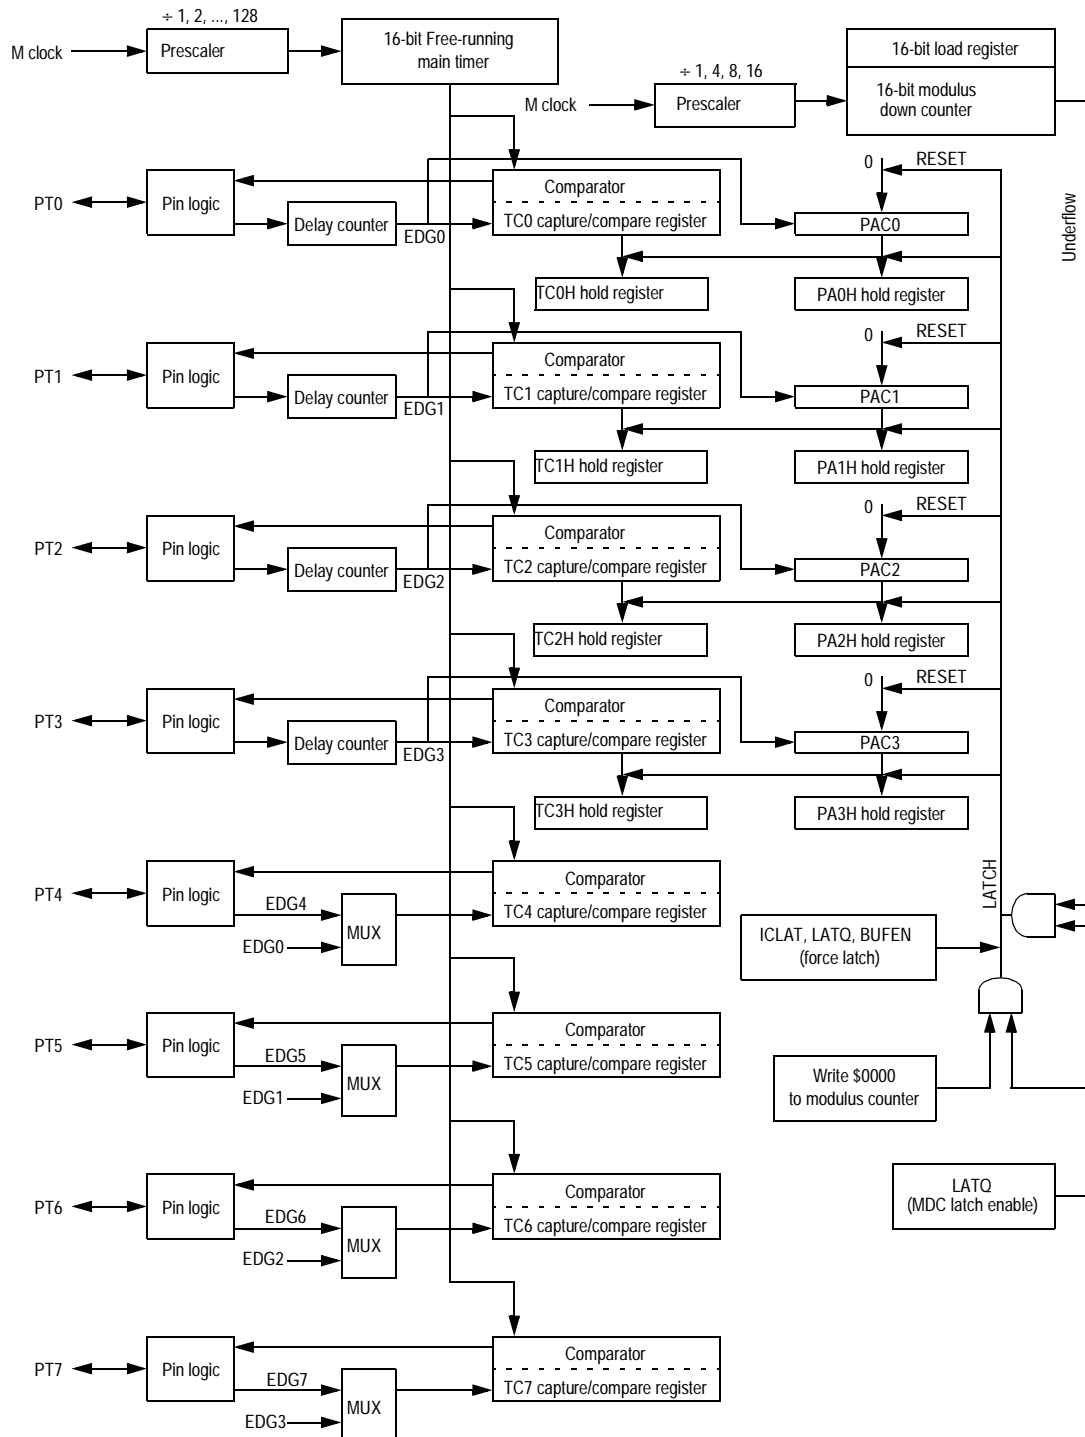 ÷ 1, 2, ..., 128
M clock
Prescaler
16-bit Free-running
main timer
÷ 1, 4, 8, 16
M clock
Prescaler
16-bit load register
16-bit modulus
down counter
Underflow
PT0
Pin logic
Delay counter
EDG0
Comparator
TC0 capture/compare register
TC0H hold register
0
RESET
PAC0
PA0H hold register
PT1
Pin logic
Delay counter
EDG1
Comparator
TC1 capture/compare register
TC1H hold register
0
RESET
PAC1
PA1H hold register
PT2
Pin logic
Delay counter
EDG2
Comparator
TC2 capture/compare register
TC2H hold register
0
RESET
PAC2
PA2H hold register
PT3
Pin logic
Delay counter
EDG3
Comparator
TC3 capture/compare register
TC3H hold register
0
RESET
PAC3
PA3H hold register
PT4
Pin logic
EDG4
EDG0
MUX
Comparator
TC4 capture/compare register
LATCH
ICLAT, LATQ, BUFEN
(force latch)
PT5
Pin logic
EDG5
EDG1
MUX
Comparator
TC5 capture/compare register
Write $0000
to modulus counter
PT6
Pin logic
EDG6
EDG2
MUX
Comparator
TC6 capture/compare register
LATQ
(MDC latch enable)
PT7
Pin logic
EDG7
EDG3
MUX
Comparator
TC7 capture/compare register